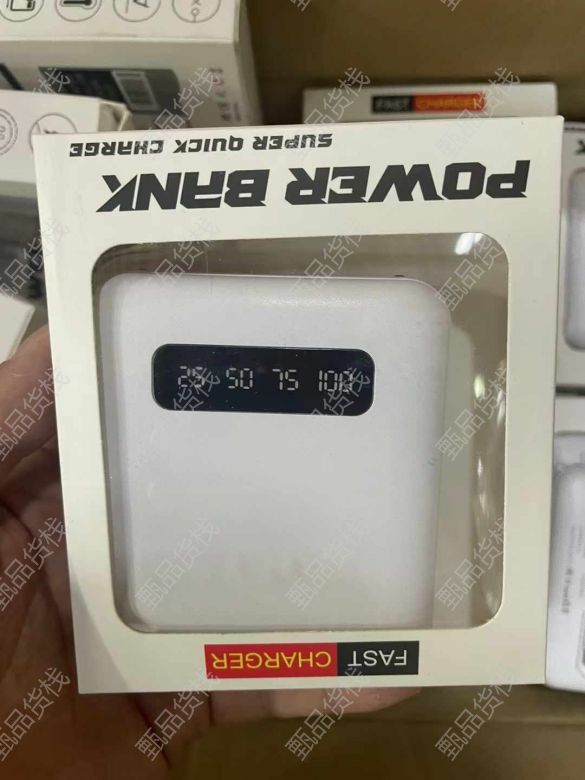 POWER BANK
SUPER QUICK CHARGE
25 50 75 100
FAST CHARGER
FAST CHARGER
甄品货栈